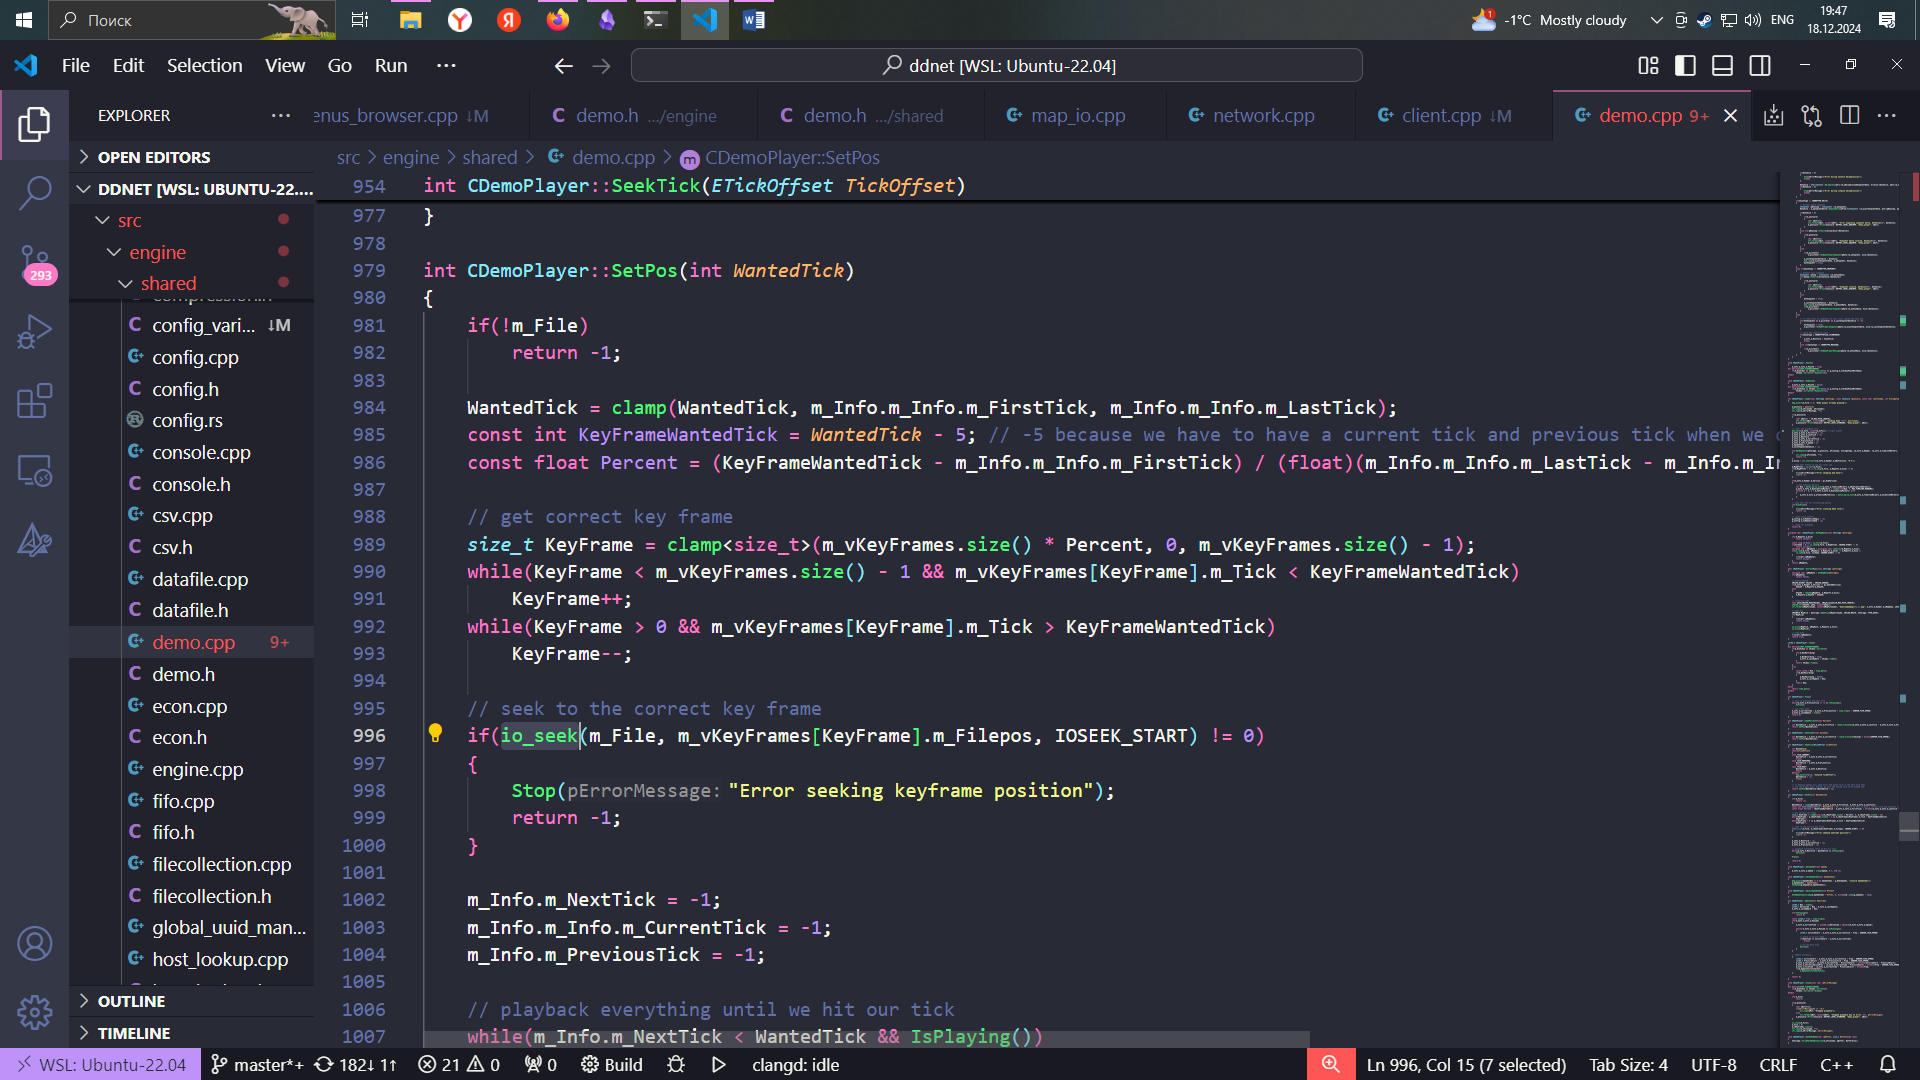 Поиск
-1°C Mostly cloudy
ENG
19:47
18.12.2024
File Edit Selection View Go Run ···
ddnet [WSL: Ubuntu-22.04]
EXPLORER
enus_browser.cpp ↓M
demo.h .../engine
demo.h .../shared
map_io.cpp
network.cpp
client.cpp ↓M
demo.cpp 9+
OPEN EDITORS
DDNET [WSL: UBUNTU-22....
src
engine
shared
config_vari... ↓M
config.cpp
config.h
config.rs
console.cpp
console.h
csv.cpp
csv.h
datafile.cpp
datafile.h
demo.cpp 9+
demo.h
econ.cpp
econ.h
engine.cpp
fifo.cpp
fifo.h
filecollection.cpp
filecollection.h
global_uuid_man...
host_lookup.cpp
OUTLINE
TIMELINE
293
src > engine > shared > demo.cpp > CDemoPlayer::SetPos
954 int CDemoPlayer::SeekTick(ETickOffset TickOffset)
977 }
978
979 int CDemoPlayer::SetPos(int WantedTick)
980 {
981 if(!m_File)
982 return -1;
983
984 WantedTick = clamp(WantedTick, m_Info.m_Info.m_FirstTick, m_Info.m_Info.m_LastTick);
985 const int KeyFrameWantedTick = WantedTick - 5; // -5 because we have to have a current tick and previous tick when we
986 const float Percent = (KeyFrameWantedTick - m_Info.m_Info.m_FirstTick) / (float)(m_Info.m_Info.m_LastTick - m_Info.m_I
987
988 // get correct key frame
989 size_t KeyFrame = clamp<size_t>(m_vKeyFrames.size() * Percent, 0, m_vKeyFrames.size() - 1);
990 while(KeyFrame < m_vKeyFrames.size() - 1 && m_vKeyFrames[KeyFrame].m_Tick < KeyFrameWantedTick)
991 KeyFrame++;
992 while(KeyFrame > 0 && m_vKeyFrames[KeyFrame].m_Tick > KeyFrameWantedTick)
993 KeyFrame--;
994
995 // seek to the correct key frame
996 if(io_seek(m_File, m_vKeyFrames[KeyFrame].m_Filepos, IOSEEK_START) != 0)
997 {
998 Stop(pErrorMessage: "Error seeking keyframe position");
999 return -1;
1000 }
1001
1002 m_Info.m_NextTick = -1;
1003 m_Info.m_Info.m_CurrentTick = -1;
1004 m_Info.m_PreviousTick = -1;
1005
1006 // playback everything until we hit our tick
1007 while(m_Info.m_NextTick < WantedTick && IsPlaying())
WSL: Ubuntu-22.04 master*+ 182↓ 1↑ 21 0 0 Build clangd: idle
Ln 996, Col 15 (7 selected) Tab Size: 4 UTF-8 CRLF C++